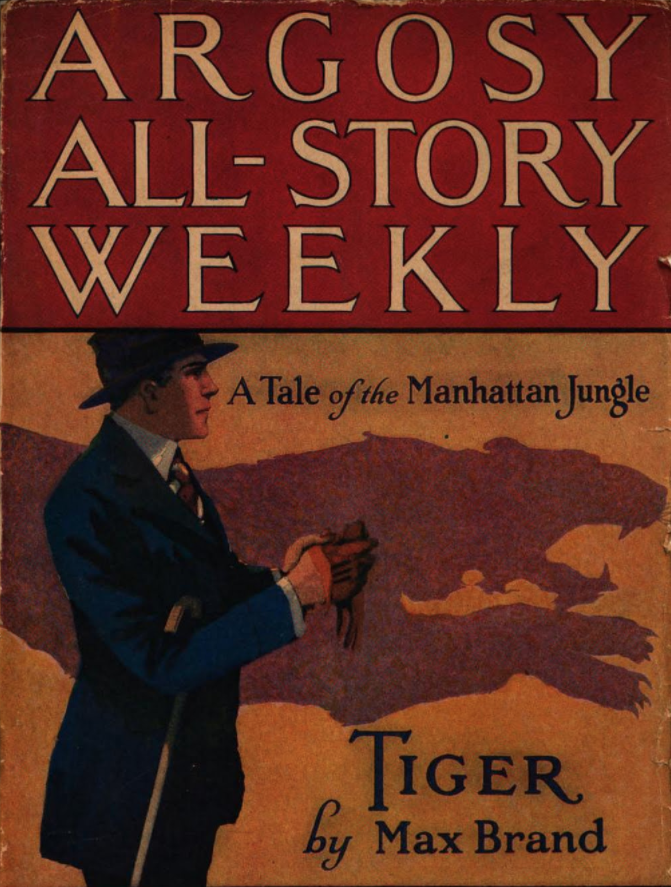 ARGOSY
ALL-STORY
WEEKLY
A Tale of the Manhattan Jungle
TIGER
by Max Brand